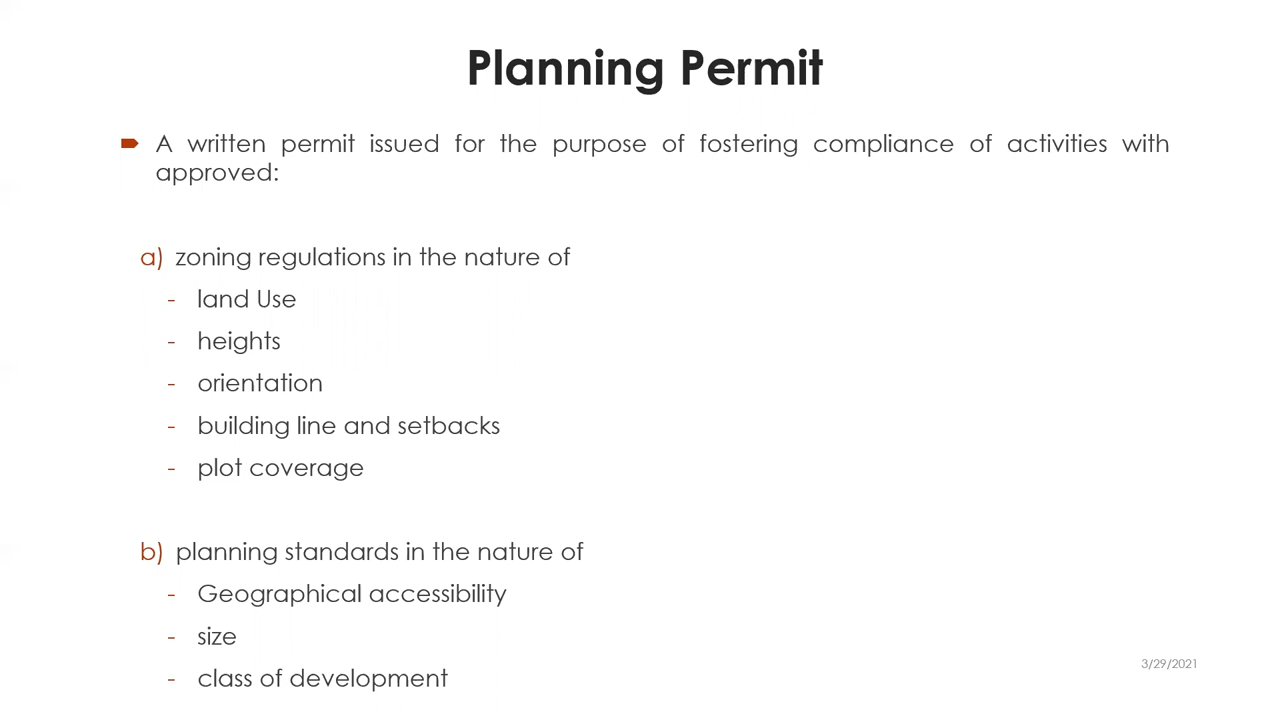 Planning Permit
A written permit issued for the purpose of fostering compliance of activities with
approved:
a) zoning regulations in the nature of
- land Use
- heights
- orientation
- building line and setbacks
- plot coverage
b) planning standards in the nature of
- Geographical accessibility
- size
- class of development
3/29/2021